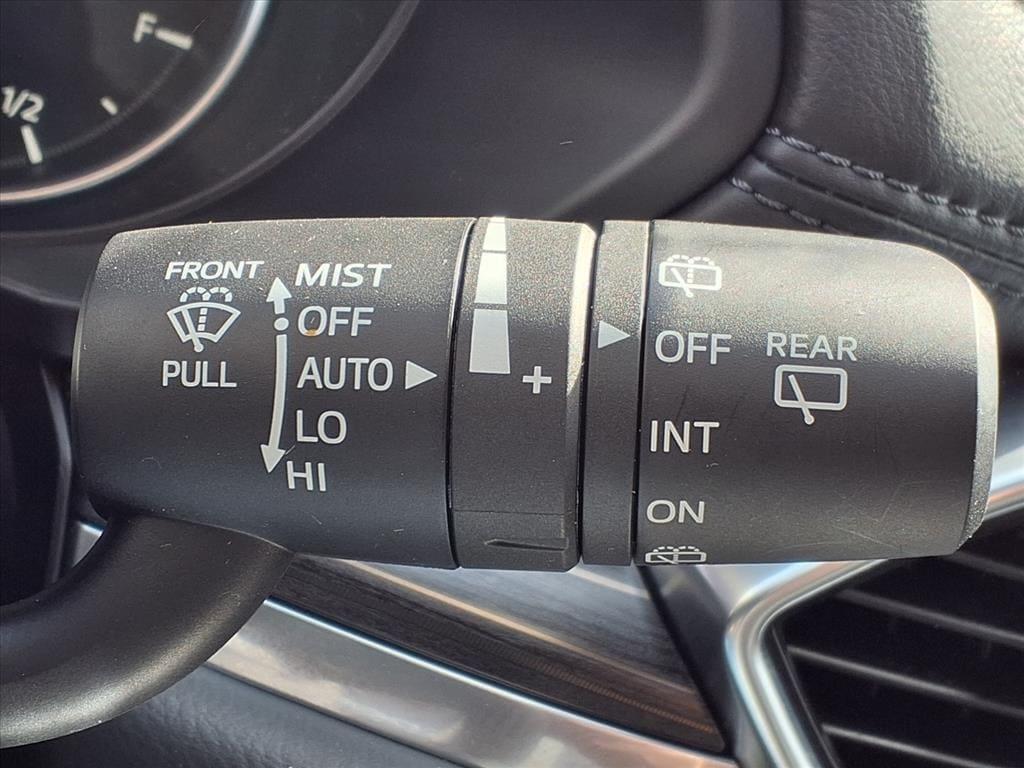 F
1/2
FRONT
PULL
MIST
OFF
AUTO
LO
HI
+
OFF
INT
ON
REAR